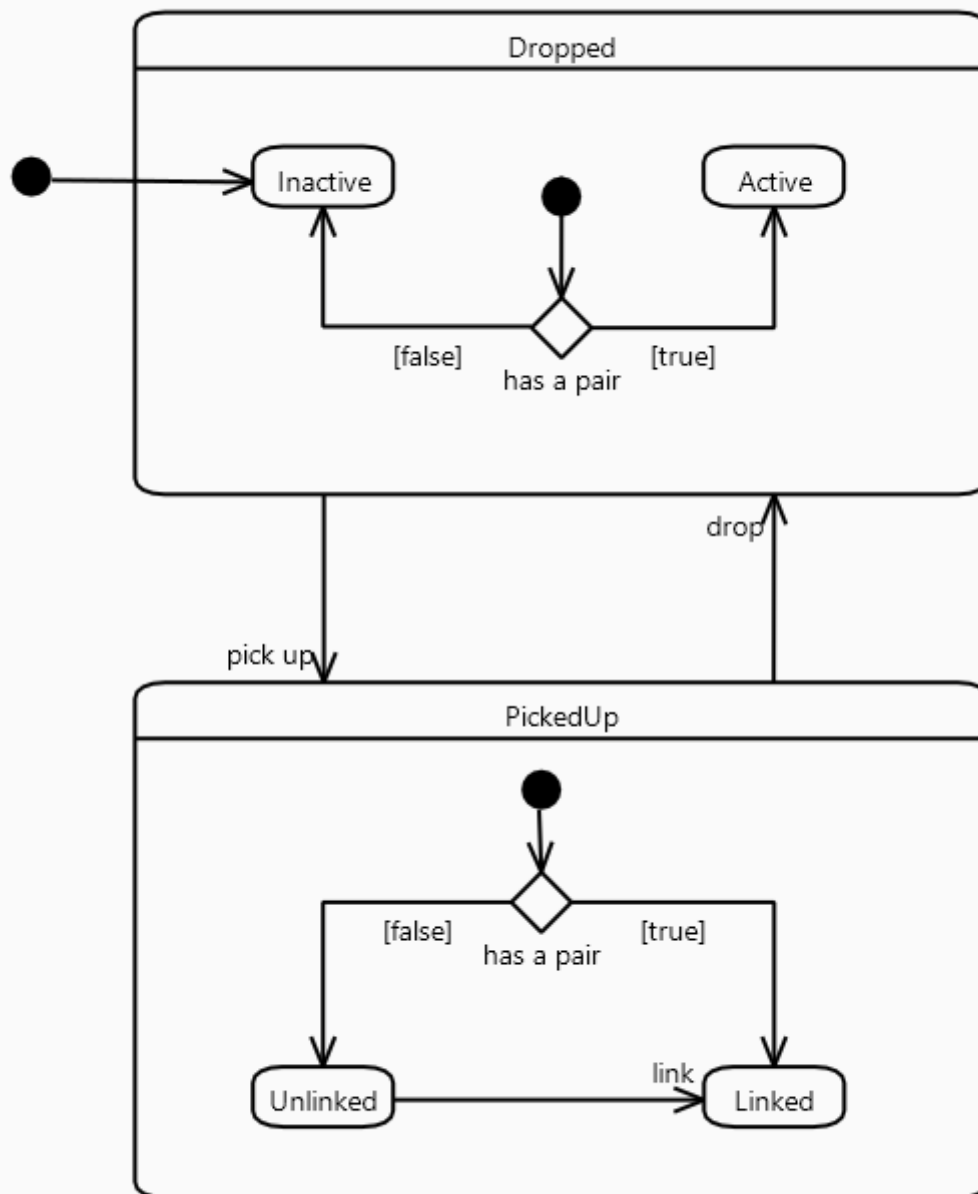 Dropped
Inactive
Active
[false]
[true]
has a pair
drop
pick up
PickedUp
[false]
[true]
has a pair
link
Unlinked
Linked